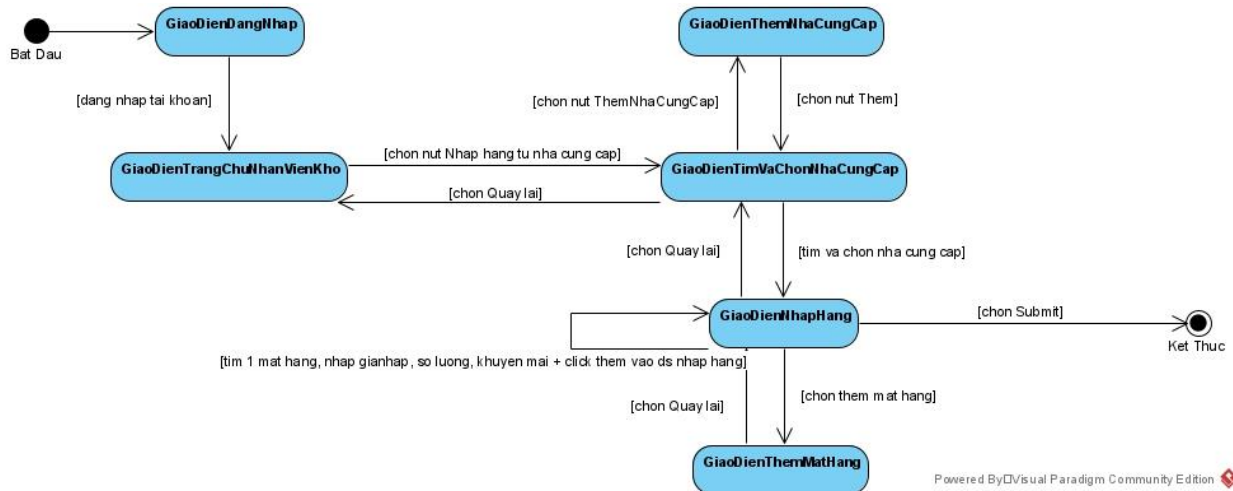 GiaoDienDangNhap
GiaoDienThemNhaCungCap
Bat Dau
[dang nhap tai khoan]
[chon nut ThemNhaCungCap]
[chon nut Them]
[chon nut Nhap hang tu nha cung cap]
GiaoDienTrangChuNhanVienKho
GiaoDienTimVaChonNhaCungCap
[chon Quay lai]
[chon Quay lai]
[tim va chon nha cung cap]
GiaoDienNhapHang
[chon Submit]
Ket Thuc
[tim 1 mat hang, nhap gianhap, so luong, khuyen mai + click them vao ds nhap hang]
[chon Quay lai]
[chon them mat hang]
GiaoDienThemMatHang
Powered By Visual Paradigm Community Edition